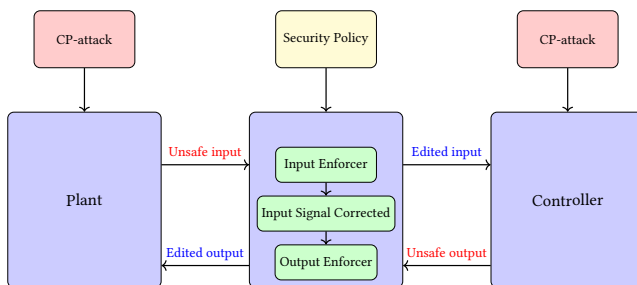 CP-attack
Security Policy
CP-attack
Unsafe input
Edited input
Input Enforcer
Plant
Input Signal Corrected
Controller
Edited output
Unsafe output
Output Enforcer